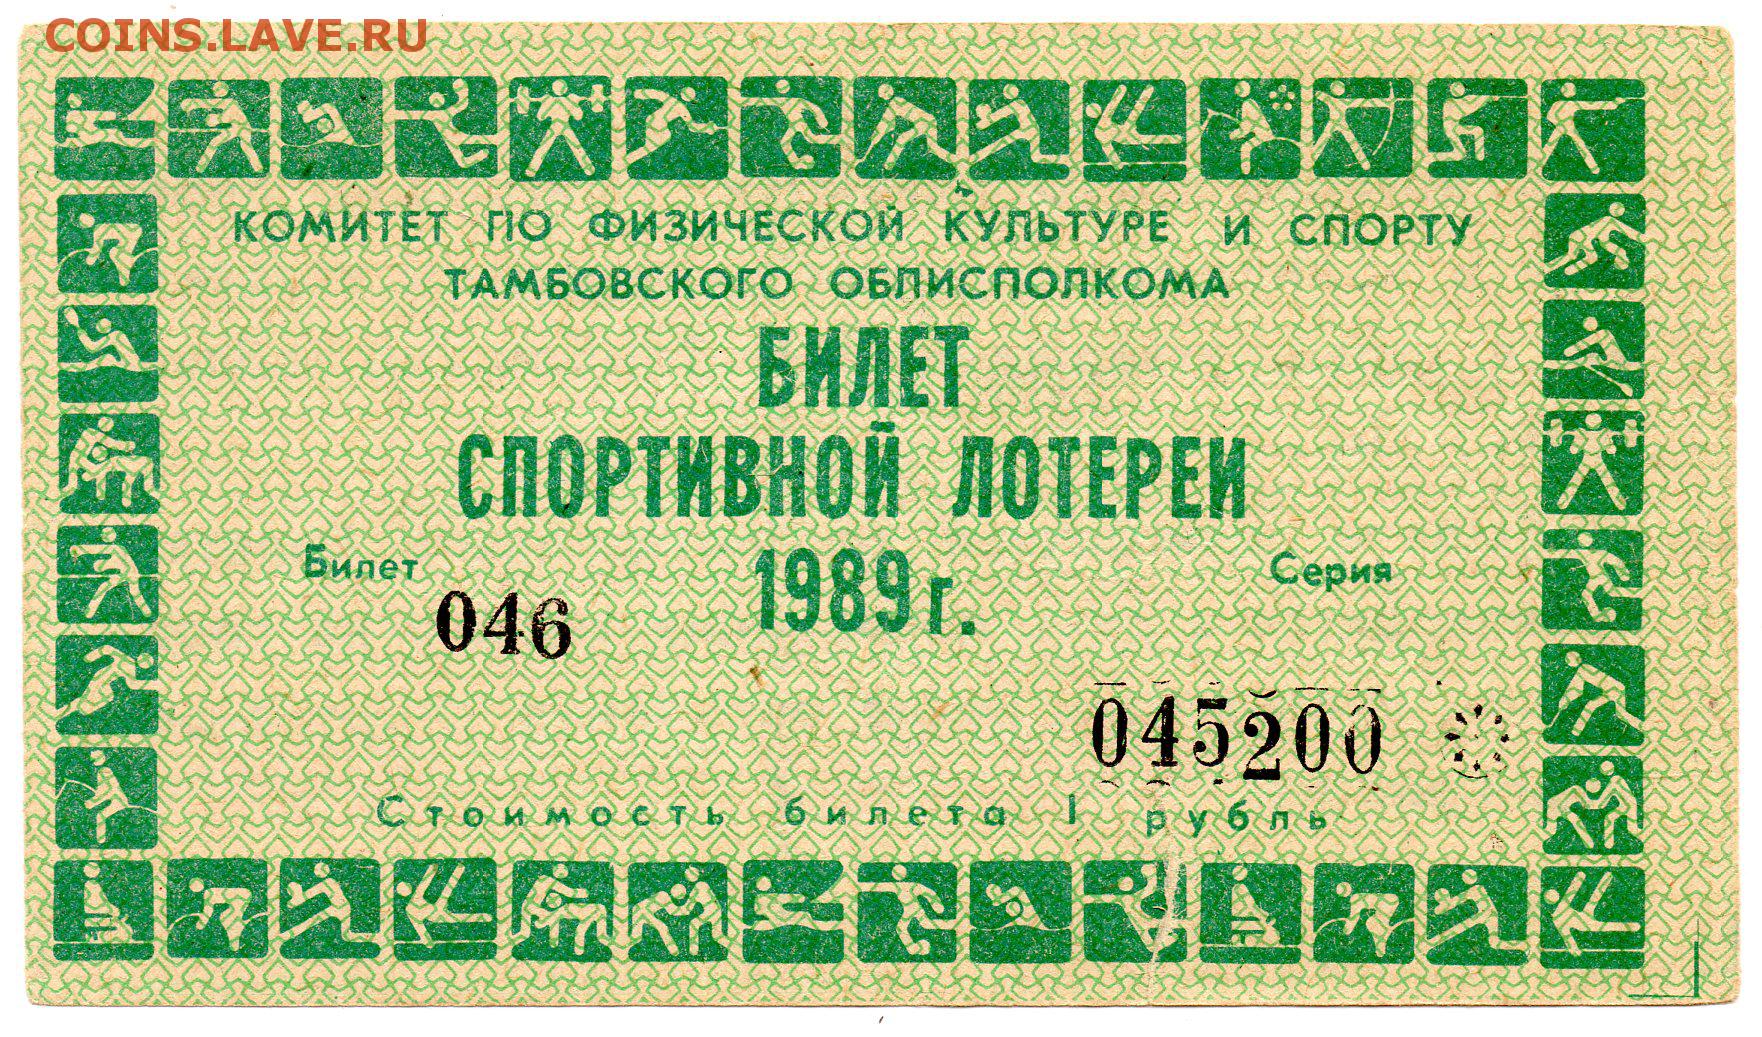 COINS.LAVE.RU
КОМИТЕТ ПО ФИЗИЧЕСКОЙ КУЛЬТУРЕ И СПОРТУ
ТАМБОВСКОГО ОБЛИСПОЛКОМА
БИЛЕТ
СПОРТИВНОЙ ЛОТЕРЕИ
1989 г.
Билет
046
Серия
045200
Стоимость билета 1 рубль